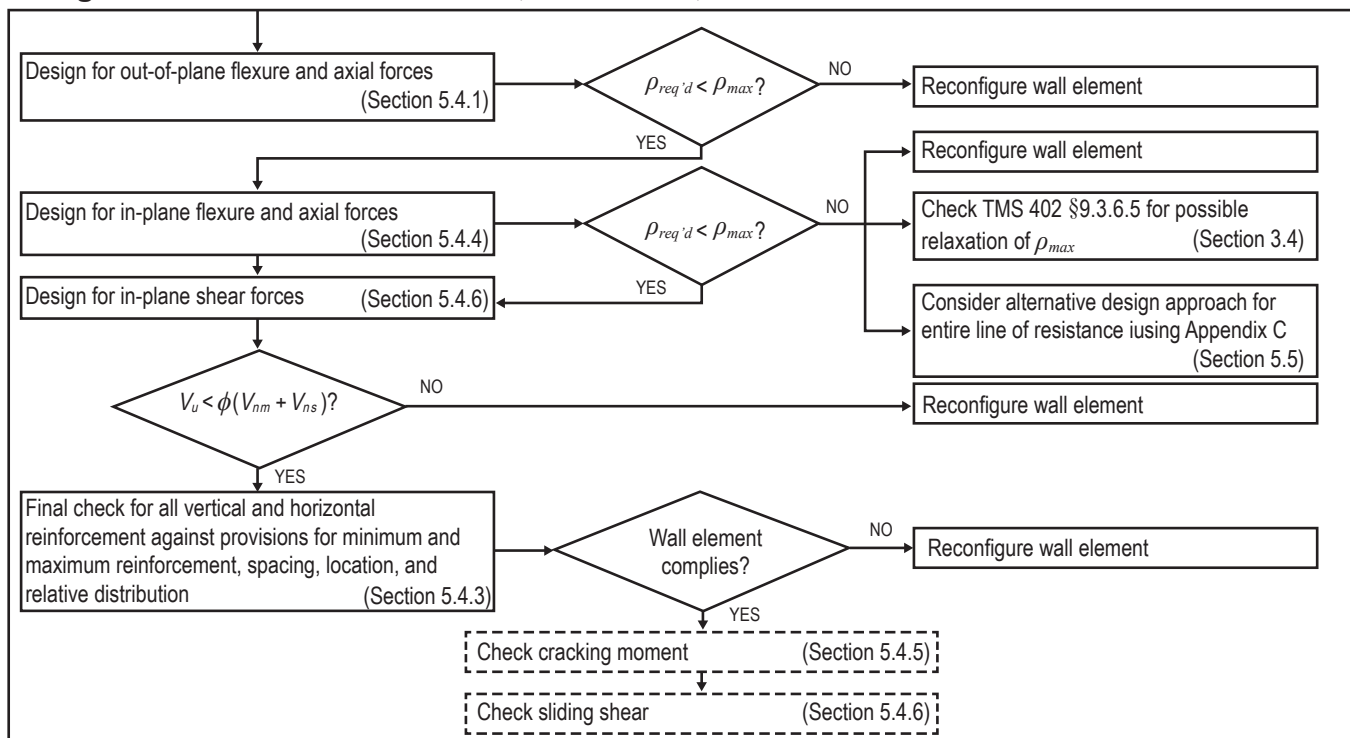 Design for out-of-plane flexure and axial forces
(Section 5.4.1)
ρreq'd < ρmax?
NO
Reconfigure wall element
YES
Reconfigure wall element
Design for in-plane flexure and axial forces
(Section 5.4.4)
ρreq'd < ρmax?
NO
Check TMS 402 §9.3.6.5 for possible
relaxation of ρmax (Section 3.4)
YES
Design for in-plane shear forces (Section 5.4.6)
Consider alternative design approach for
entire line of resistance iusing Appendix C
(Section 5.5)
Vu < ϕ(Vnm + Vns)?
NO
Reconfigure wall element
YES
Final check for all vertical and horizontal
reinforcement against provisions for minimum and
maximum reinforcement, spacing, location, and
relative distribution (Section 5.4.3)
Wall element
complies?
NO
Reconfigure wall element
YES
Check cracking moment (Section 5.4.5)
Check sliding shear (Section 5.4.6)